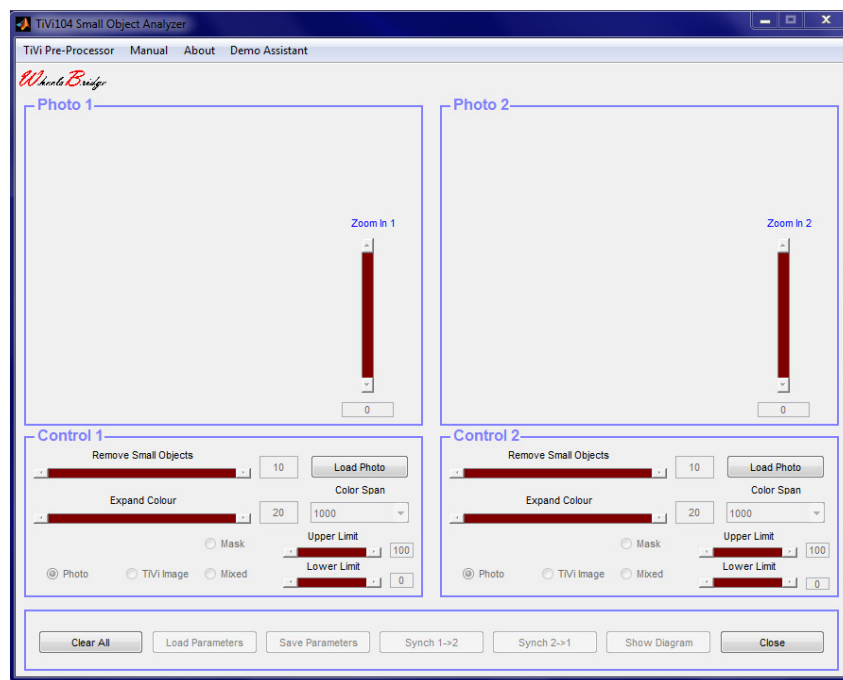 TiVi104 Small Object Analyzer
TiVi Pre-Processor Manual About Demo Assistant
Wheels Bridge
Photo 1
Zoom In 1
0
Photo 2
Zoom In 2
0
Control 1
Remove Small Objects
10
Load Photo
Expand Colour
20
Color Span
1000
Mask
Upper Limit
100
Photo
TiVi Image
Mixed
Lower Limit
0
Control 2
Remove Small Objects
10
Load Photo
Expand Colour
20
Color Span
1000
Mask
Upper Limit
100
Photo
TiVi Image
Mixed
Lower Limit
0
Clear All
Load Parameters
Save Parameters
Synch 1->2
Synch 2->1
Show Diagram
Close